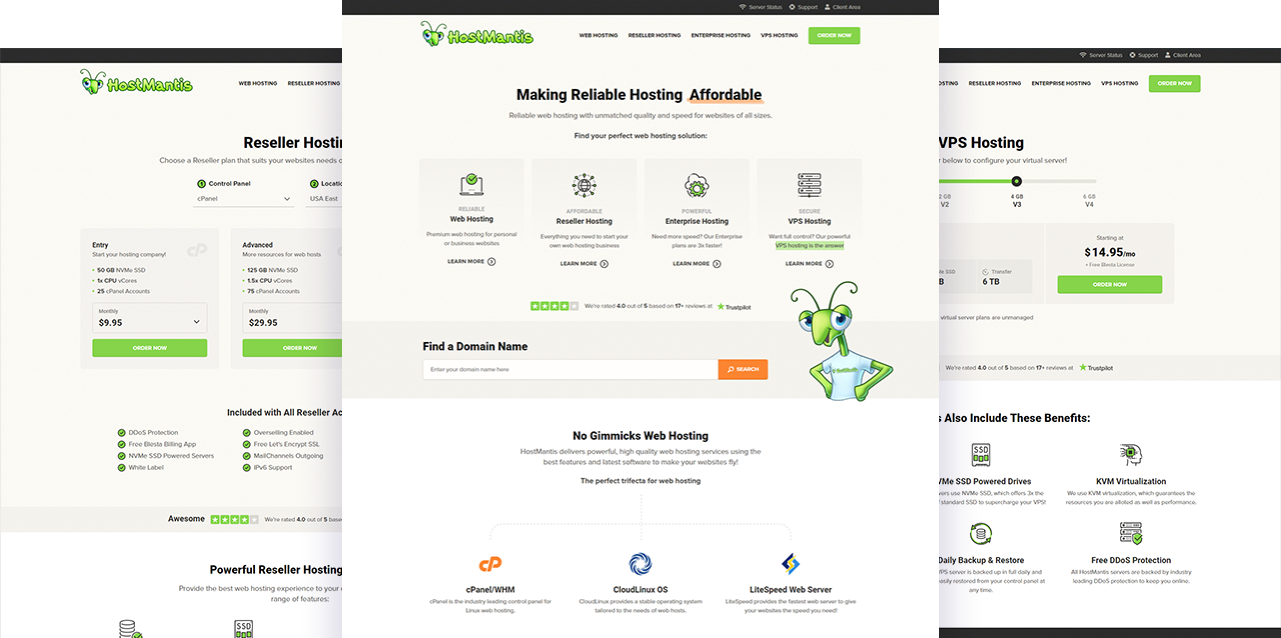 Server Status Support Client Area
HostMantis
WEB HOSTING RESELLER HOSTING ENTERPRISE HOSTING VPS HOSTING ORDER NOW
Making Reliable Hosting Affordable
Reliable web hosting with unmatched quality and speed for websites of all sizes.
Find your perfect web hosting solution:
RELIABLE
Web Hosting
Premium web hosting for personal
or business websites
LEARN MORE
AFFORDABLE
Reseller Hosting
Everything you need to start your
own web hosting business
LEARN MORE
POWERFUL
Enterprise Hosting
Need more speed? Our Enterprise
plans are 3x faster!
LEARN MORE
SECURE
VPS Hosting
Want full control? Our powerful
VPS hosting is the answer
LEARN MORE
We're rated 4.0 out of 5 based on 17+ reviews at Trustpilot
HostMantis
Find a Domain Name
Enter your domain name here
SEARCH
No Gimmicks Web Hosting
HostMantis delivers powerful, high quality web hosting services using the
best features and latest software to make your websites fly!
The perfect trifecta for web hosting
cP
cPanel/WHM
cPanel is the industry leading control panel for
Linux web hosting.
CloudLinux OS
CloudLinux provides a stable operating system
tailored to the needs of web hosts.
LiteSpeed Web Server
LiteSpeed provides the fastest web server to give
your websites the speed you need!
HostMantis
WEB HOSTING RESELLER HOSTING
Reseller Hosti
Choose a Reseller plan that suits your websites needs o
1 Control Panel
cPanel
2 Locatio
USA East
Entry
Start your hosting company!
cP
50 GB NVMe SSD
1x CPU vCores
25 cPanel Accounts
Monthly
$9.95
ORDER NOW
Advanced
More resources for web hosts
125 GB NVMe SSD
1.5x CPU vCores
75 cPanel Accounts
Monthly
$29.95
ORDER NOW
Included with All Reseller Ac
DDoS Protection
Free Blesta Billing App
NVMe SSD Powered Servers
White Label
Overselling Enabled
Free Let's Encrypt SSL
MailChannels Outgoing
IPv6 Support
Awesome We're rated 4.0 out of 5 base
Powerful Reseller Hosting
Provide the best web hosting experience to your
range of features:
SSD
Server Status Support Client Area
OSTING RESELLER HOSTING ENTERPRISE HOSTING VPS HOSTING ORDER NOW
VPS Hosting
r below to configure your virtual server!
2 GB
V2
4 GB
V3
6 GB
V4
Me SSD
B
Transfer
6 TB
Starting at
$14.95/mo
+ Free Blesta License
ORDER NOW
virtual server plans are unmanaged
We're rated 4.0 out of 5 based on 17+ reviews at Trustpilot
s Also Include These Benefits:
SSD
VMe SSD Powered Drives
vers use NVMe SSD, which offers 3x the
f standard SSD to supercharge your VPS!
KVM Virtualization
We use KVM virtualization, which guarantees the
resources you are alloted as well as performance.
Daily Backup & Restore
VPS server is backed up in full daily and
easily restored from your control panel at
any time.
Free DDoS Protection
All HostMantis servers are backed by industry
leading DDoS protection to keep you online.